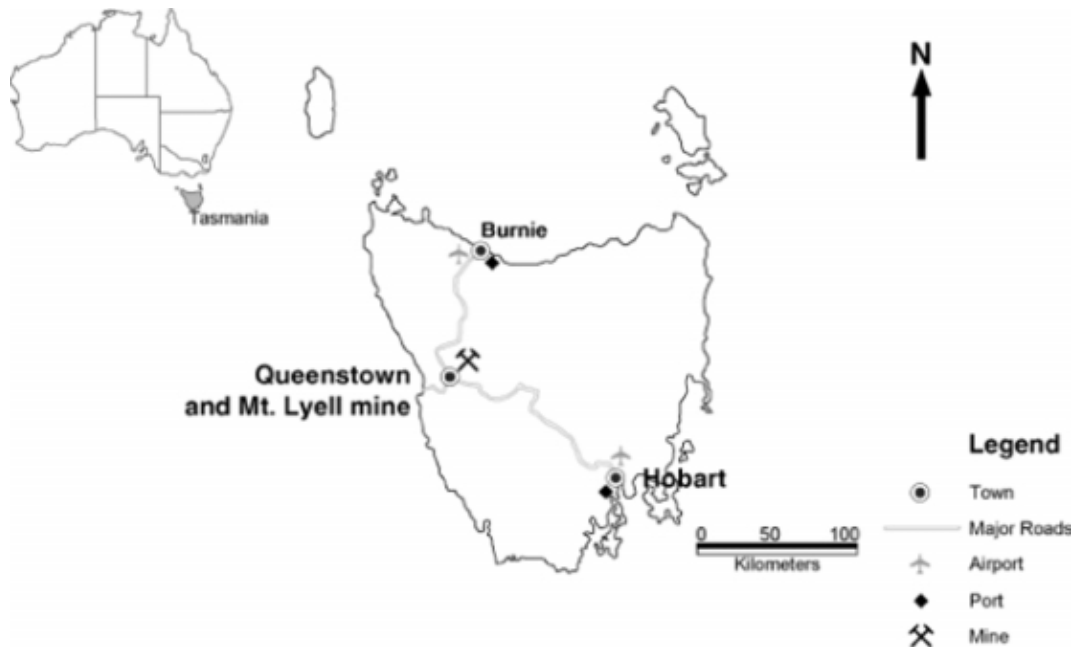 N
Tasmania
Burnie
Queenstown
and Mt. Lyell mine
Hobart
0 50 100
Kilometers
Legend
Town
Major Roads
Airport
Port
Mine